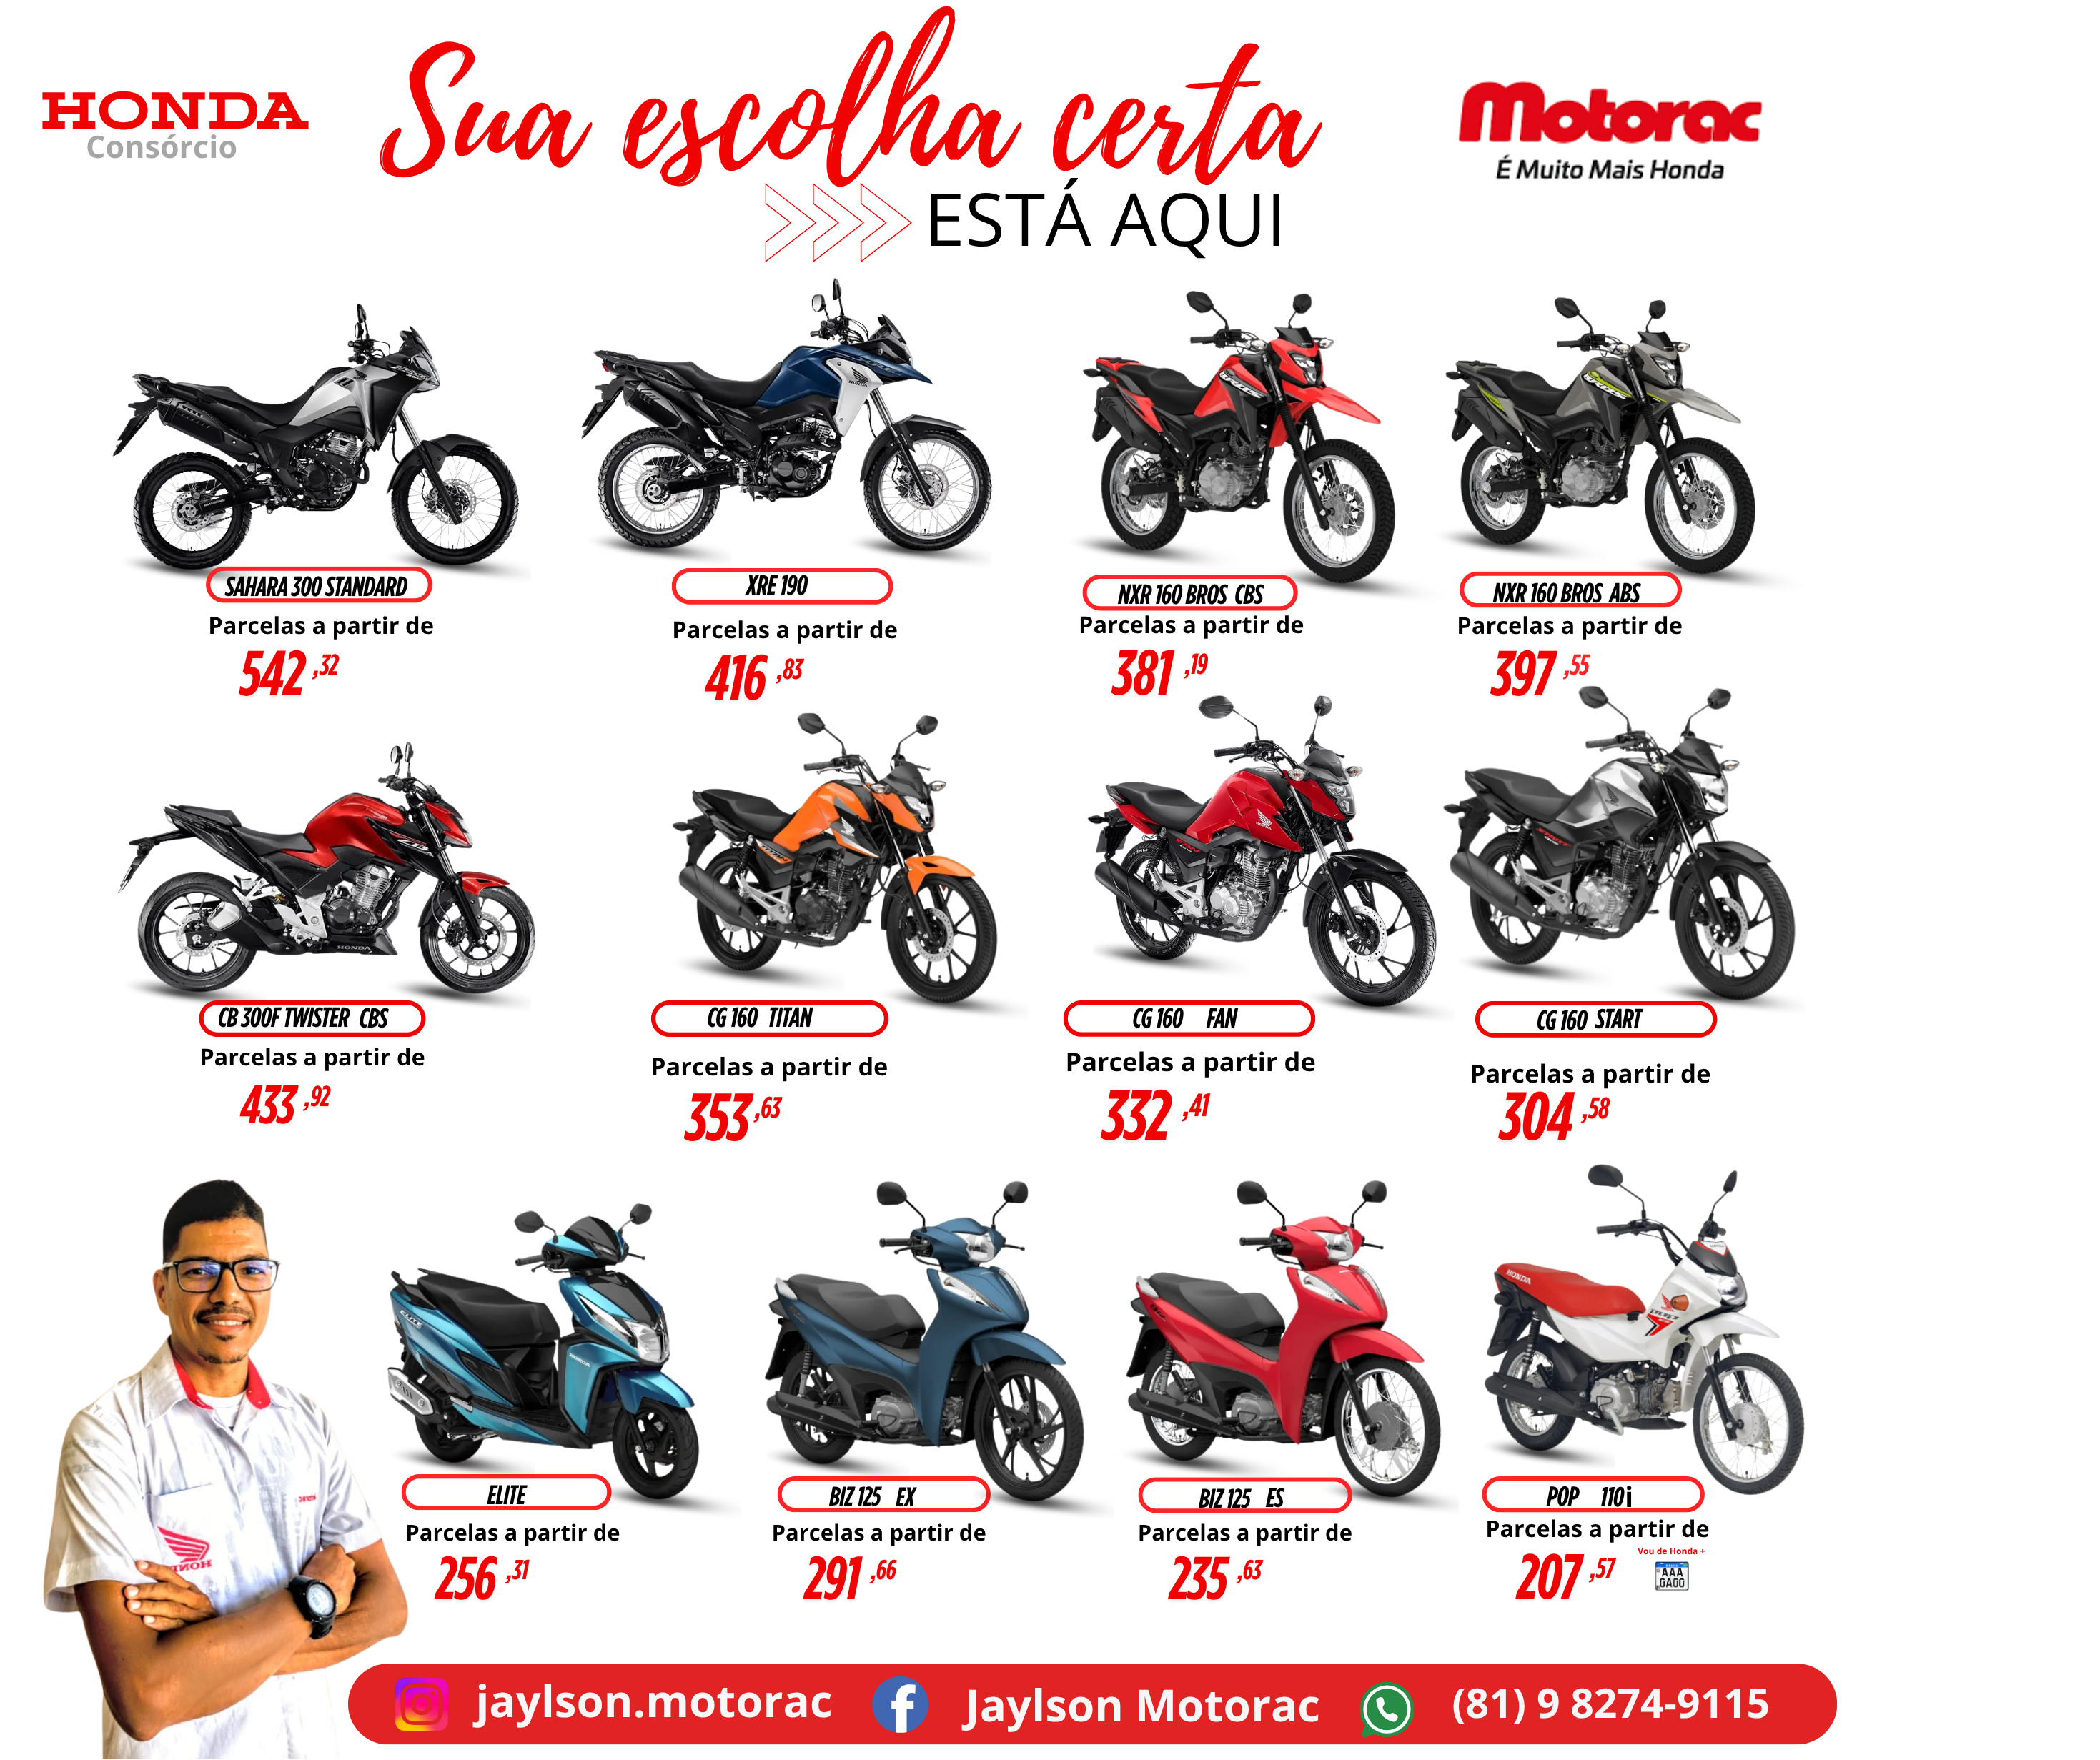 HONDA
Consórcio
Sua escolha certa
ESTÁ AQUI
Motorac
É Muito Mais Honda
SAHARA 300 STANDARD
Parcelas a partir de
542,32
XRE 190
Parcelas a partir de
416,83
NXR 160 BROS CBS
Parcelas a partir de
381,19
NXR 160 BROS ABS
Parcelas a partir de
397,55
CB 300F TWISTER CBS
Parcelas a partir de
433,92
CG 160 TITAN
Parcelas a partir de
353,63
CG 160 FAN
Parcelas a partir de
332,41
CG 160 START
Parcelas a partir de
304,58
ELITE
Parcelas a partir de
256,31
BIZ 125 EX
Parcelas a partir de
291,66
BIZ 125 ES
Parcelas a partir de
235,63
POP 110i
Parcelas a partir de
207,57
Vou de Honda +
AAA
0A00
jaylson.motorac
Jaylson Motorac
(81) 9 8274-9115